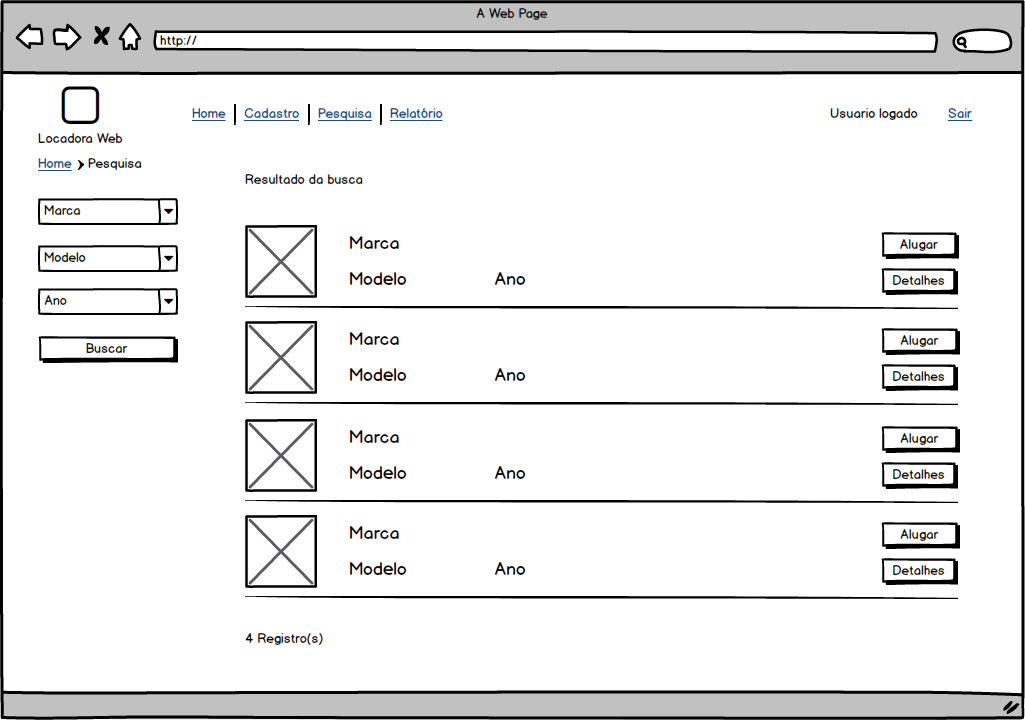 A Web Page
http://
Home Cadastro Pesquisa Relatório Usuario logado Sair
Locadora Web
Home Pesquisa
Marca
Modelo
Ano
Buscar
Resultado da busca
Marca Alugar
Modelo Ano Detalhes
Marca Alugar
Modelo Ano Detalhes
Marca Alugar
Modelo Ano Detalhes
Marca Alugar
Modelo Ano Detalhes
4 Registro(s)